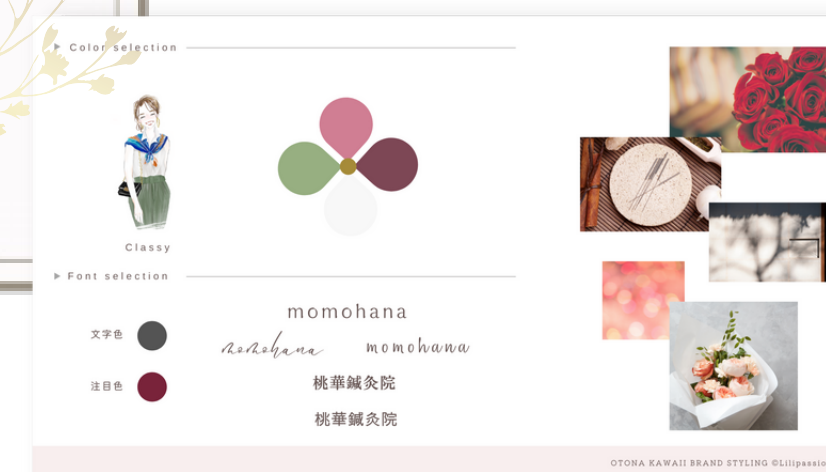 ▶ Color selection
Classy
▶ Font selection
文字色
注目色
momohana
momohana momohana
桃華鍼灸院
桃華鍼灸院
OTONA KAWAII BRAND STYLING ©Lilipassio